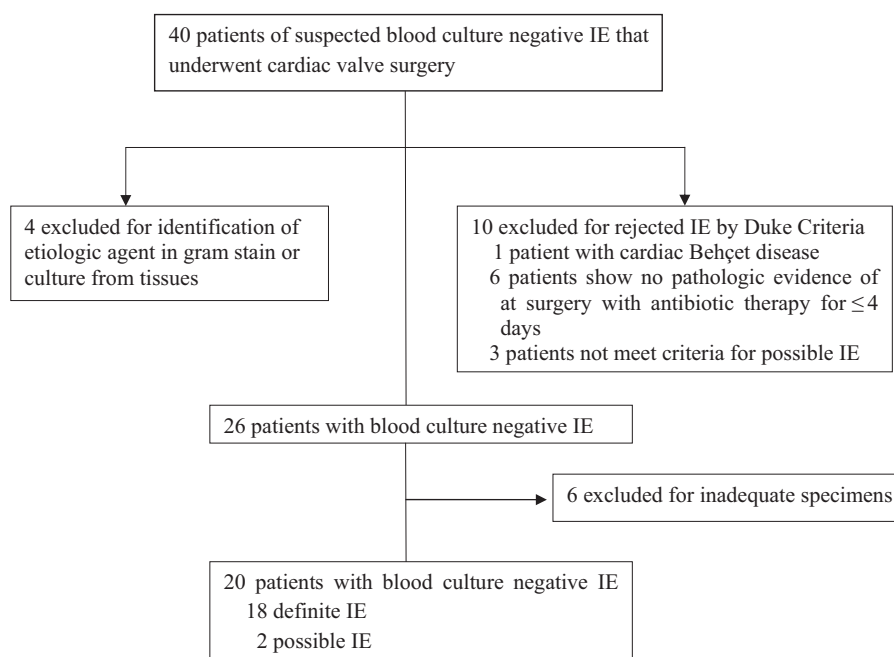 40 patients of suspected blood culture negative IE that
underwent cardiac valve surgery
4 excluded for identification of
etiologic agent in gram stain or
culture from tissues
10 excluded for rejected IE by Duke Criteria
1 patient with cardiac Behçet disease
6 patients show no pathologic evidence of
at surgery with antibiotic therapy for ≤ 4
days
3 patients not meet criteria for possible IE
26 patients with blood culture negative IE
6 excluded for inadequate specimens
20 patients with blood culture negative IE
18 definite IE
2 possible IE